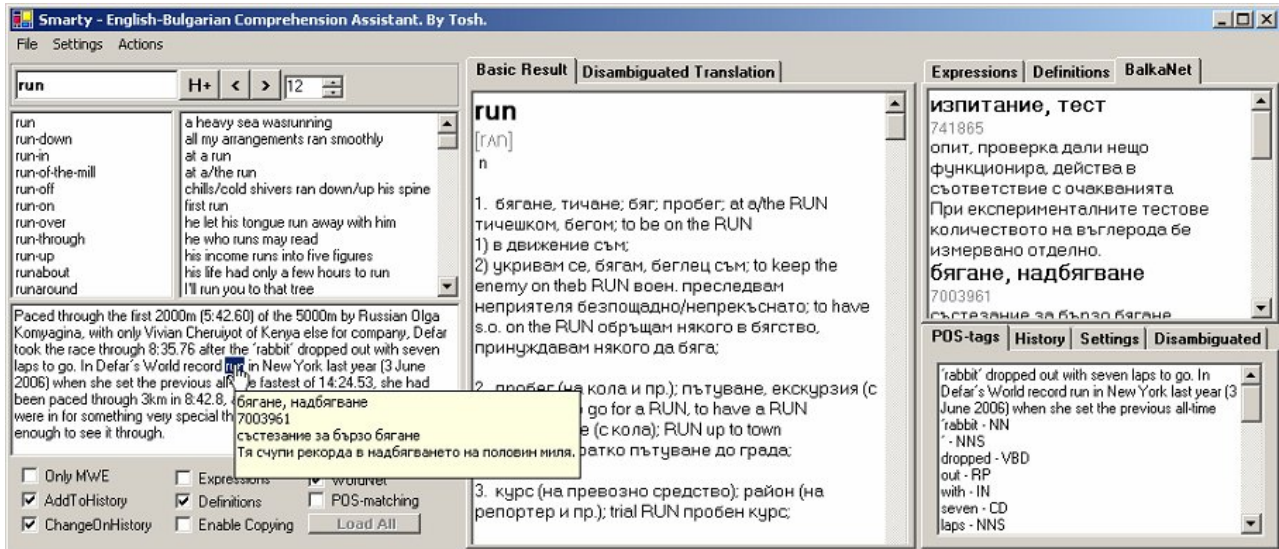 Smarty - English-Bulgarian Comprehension Assistant. By Tosh.
File Settings Actions
run
H+ < > 12
run
run-down
run-in
run-of-the-mill
run-off
run-on
run-over
run-through
run-up
runabout
runaround
a heavy sea wasrunning
all my arrangements ran smoothly
at a run
at a/the run
chills/cold shivers ran down/up his spine
first run
he let his tongue run away with him
he who runs may read
his income runs into five figures
his life had only a few hours to run
I'll run you to that tree
Paced through the first 2000m (5:42.60) of the 5000m by Russian Olga
Komyagina, with only Vivian Cheruiyot of Kenya else for company, Defar
took the race through 8:35.76 after the ‘rabbit’ dropped out with seven
laps to go. In Defar´s World record run in New York last year (3 June
2006) when she set the previous all e fastest of 14:24.53, she had
been paced through 3km in 8:42.8,
were in for something very special th
enough to see it through.
бягане, надбягване
7003961
състезание за бързо бягане
Тя счупи рекорда в надбягването на половин миля.
Only MWE Expressions WordNet
AddToHistory Definitions POS-matching
ChangeOnHistory Enable Copying Load All
Basic Result Disambiguated Translation
run
[rʌn]
n
1. бягане, тичане; бяг; пробег; at a/the RUN
тичешком, бегом; to be on the RUN
1) в движение съм;
2) укривам се, бягам, беглец съм; to keep the
enemy on theb RUN воен. преследвам
неприятеля безпощадно/непрекъснато; to have
s.o. on the RUN обръщам някого в бягство,
принуждавам някого да бяга;
2. пробег (на кола и пр.); пътуване, екскурзия (с
go for a RUN, to have a RUN
е (с кола); RUN up to town
ратко пътуване до града;
3. курс (на превозно средство); район (на
репортер и пр.); trial RUN пробен курс;
Expressions Definitions BalkaNet
изпитание, тест
741865
опит, проверка дали нещо
функционира, действа в
съответствие с очакванията
При експерименталните тестове
количеството на въглерода бе
измервано отделно.
бягане, надбягване
7003961
състезание за бързо бягане
POS-tags History Settings Disambiguated
‘rabbit’ dropped out with seven laps to go. In
Defar´s World record run in New York last year (3
June 2006) when she set the previous all-time
‘rabbit - NN
´ - NNS
dropped - VBD
out - RP
with - IN
seven - CD
laps - NNS